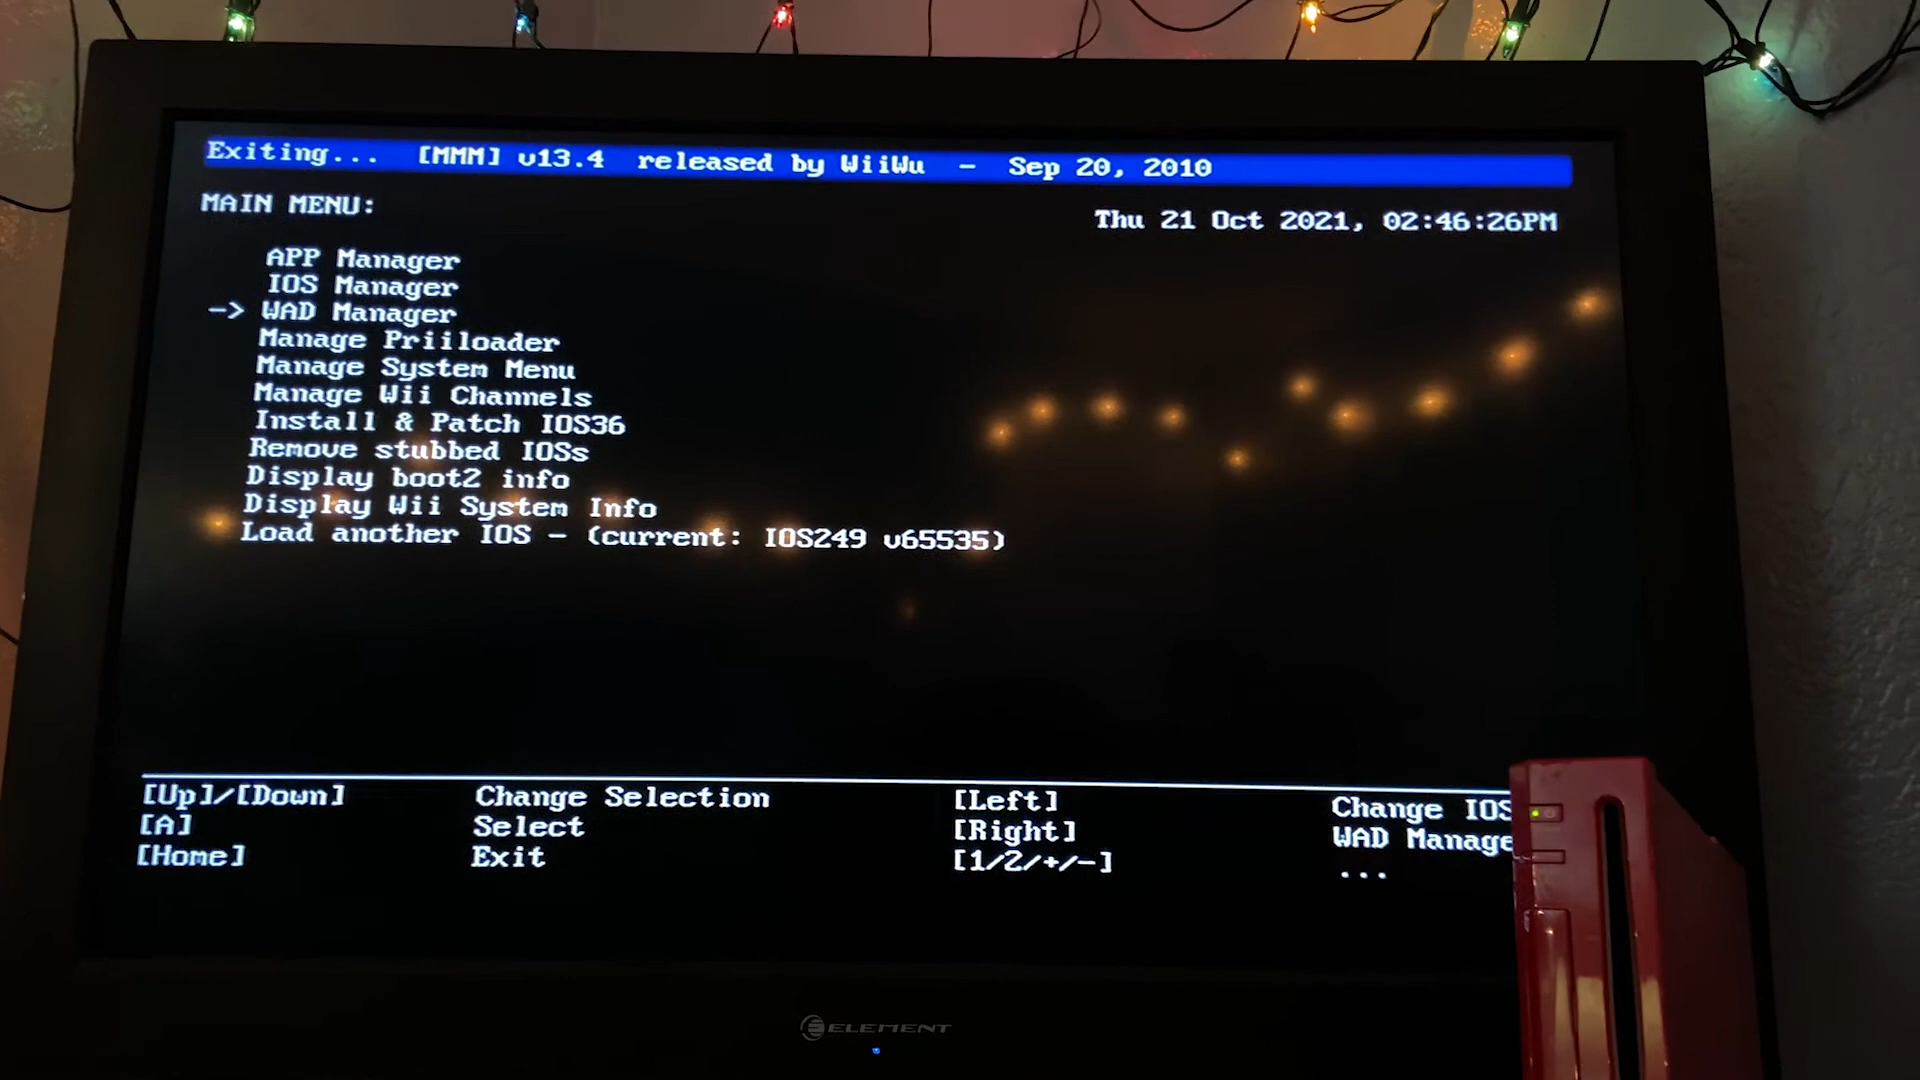 Exiting... [MMM] v13.4 released by WiiWu - Sep 20, 2010
MAIN MENU:
Thu 21 Oct 2021, 02:46:26PM
APP Manager
IOS Manager
-> WAD Manager
Manage Priiloader
Manage System Menu
Manage Wii Channels
Install & Patch IOS36
Remove stubbed IOSs
Display boot2 info
Display Wii System Info
Load another IOS - (current: IOS249 v65535)
[Up]/[Down] Change Selection [Left] Change IOS
[A] Select [Right] WAD Manage
[Home] Exit [1/2/+/-] ...
ELEMENT